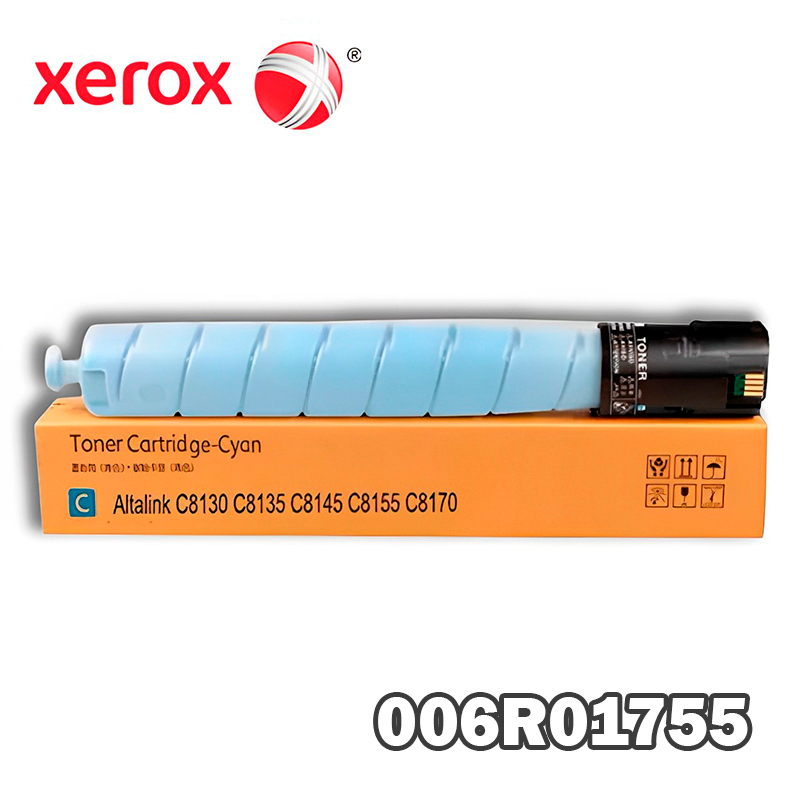 xerox ®
TONER
Toner Cartridge-Cyan
C Altalink C8130 C8135 C8145 C8155 C8170
006R01755